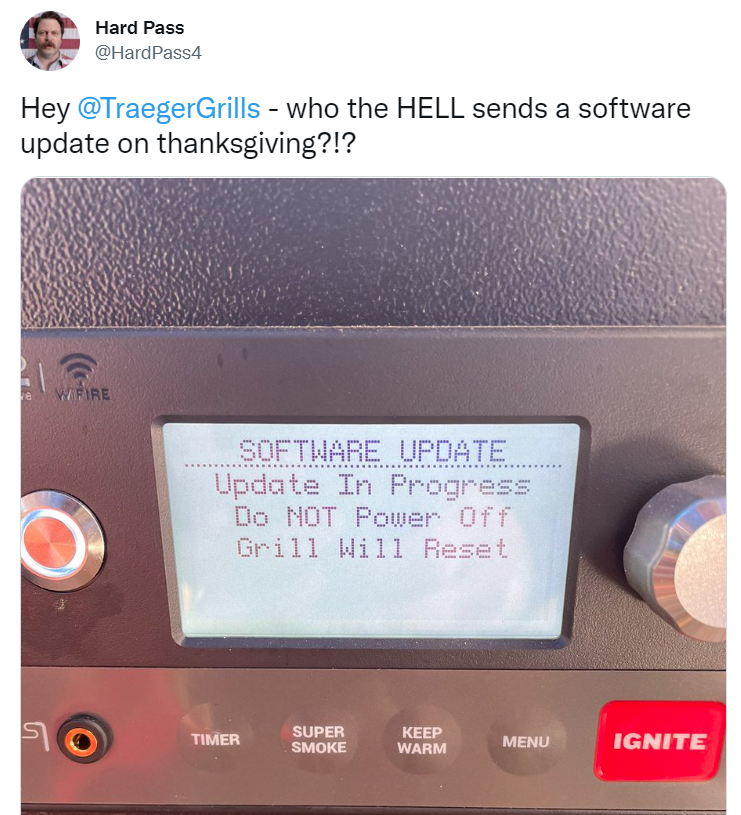 Hard Pass
@HardPass4
Hey @TraegerGrills - who the HELL sends a software
update on thanksgiving?!?
WiFIRE
SOFTWARE UPDATE
Update In Progress
Do NOT Power Off
Grill Will Reset
TIMER
SUPER
SMOKE
KEEP
WARM
MENU
IGNITE